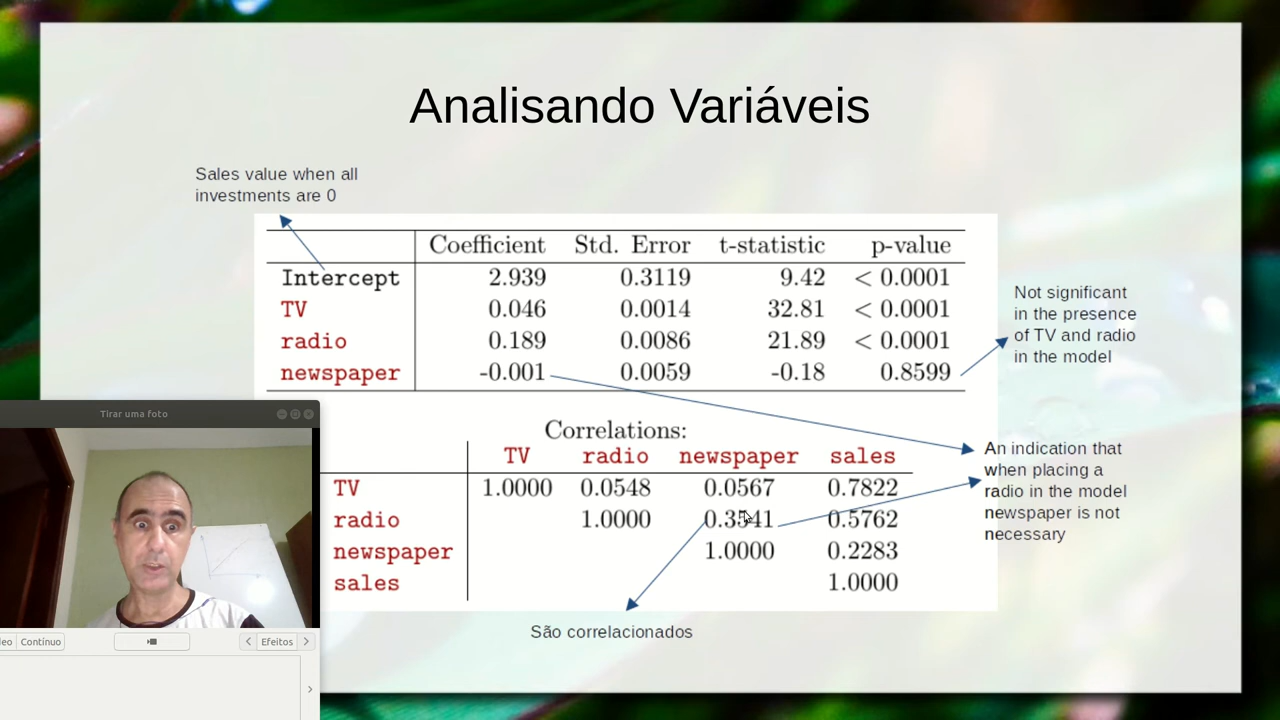 Analisando Variáveis
Sales value when all
investments are 0
Coefficient Std. Error t-statistic p-value
Intercept 2.939 0.3119 9.42 < 0.0001
TV 0.046 0.0014 32.81 < 0.0001
radio 0.189 0.0086 21.89 < 0.0001
newspaper -0.001 0.0059 -0.18 0.8599
Not significant
in the presence
of TV and radio
in the model
Correlations:
TV radio newspaper sales
TV 1.0000 0.0548 0.0567 0.7822
radio 1.0000 0.3541 0.5762
newspaper 1.0000 0.2283
sales 1.0000
An indication that
when placing a
radio in the model
newspaper is not
necessary
São correlacionados
Tirar uma foto
deo Contínuo Efeitos